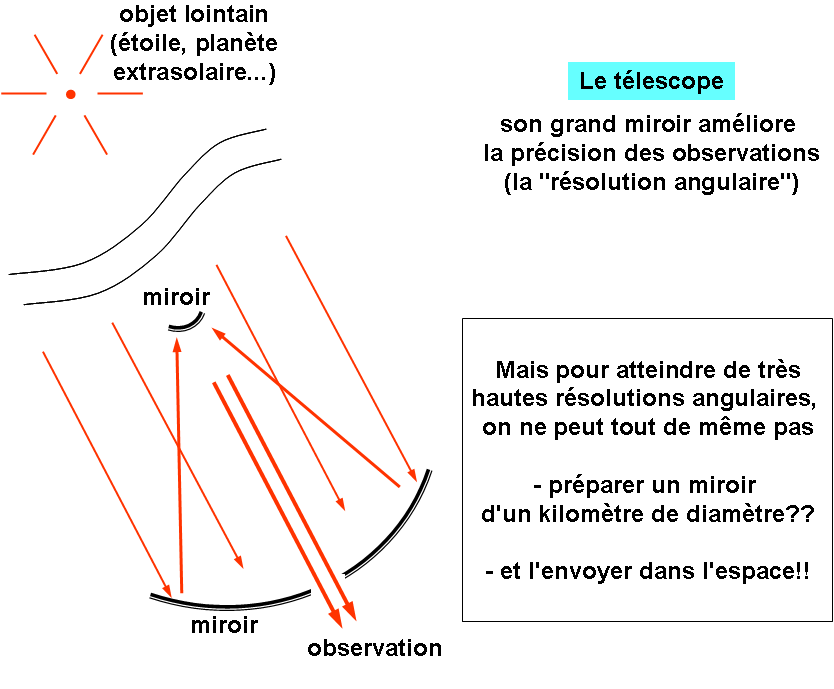 objet lointain
(étoile, planète
extrasolaire...)
Le télescope
son grand miroir améliore
la précision des observations
(la "résolution angulaire")
miroir
Mais pour atteindre de très
hautes résolutions angulaires,
on ne peut tout de même pas
- préparer un miroir
d'un kilomètre de diamètre??
- et l'envoyer dans l'espace!!
miroir
observation